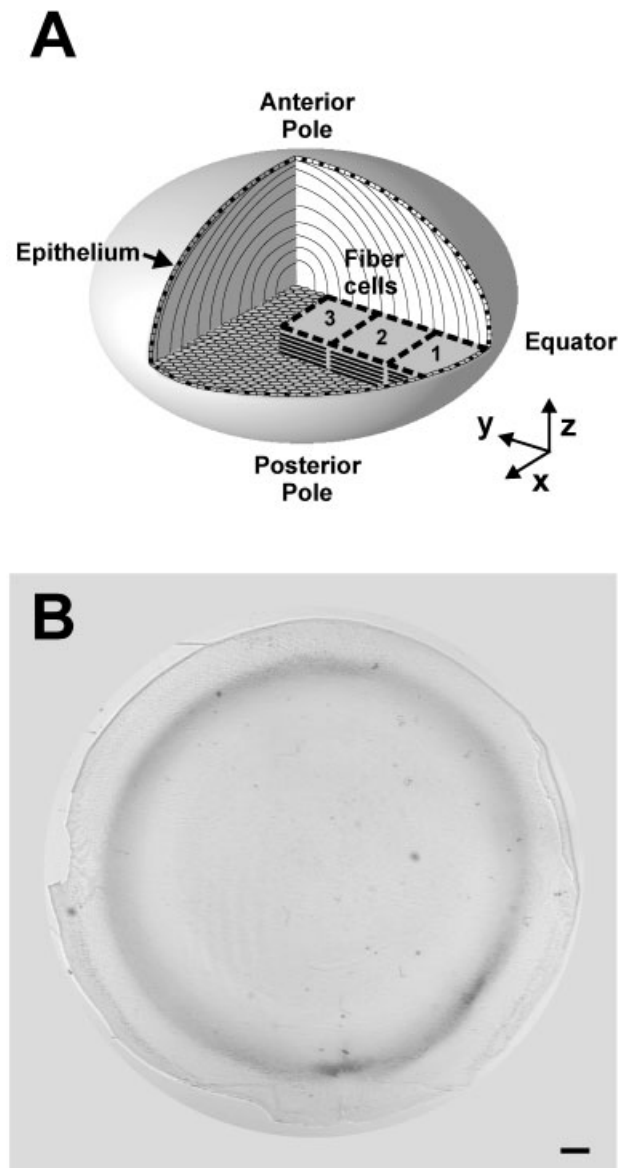 A
Anterior
Pole
Epithelium
Fiber
cells
3
2
1
Equator
y
z
x
Posterior
Pole
B